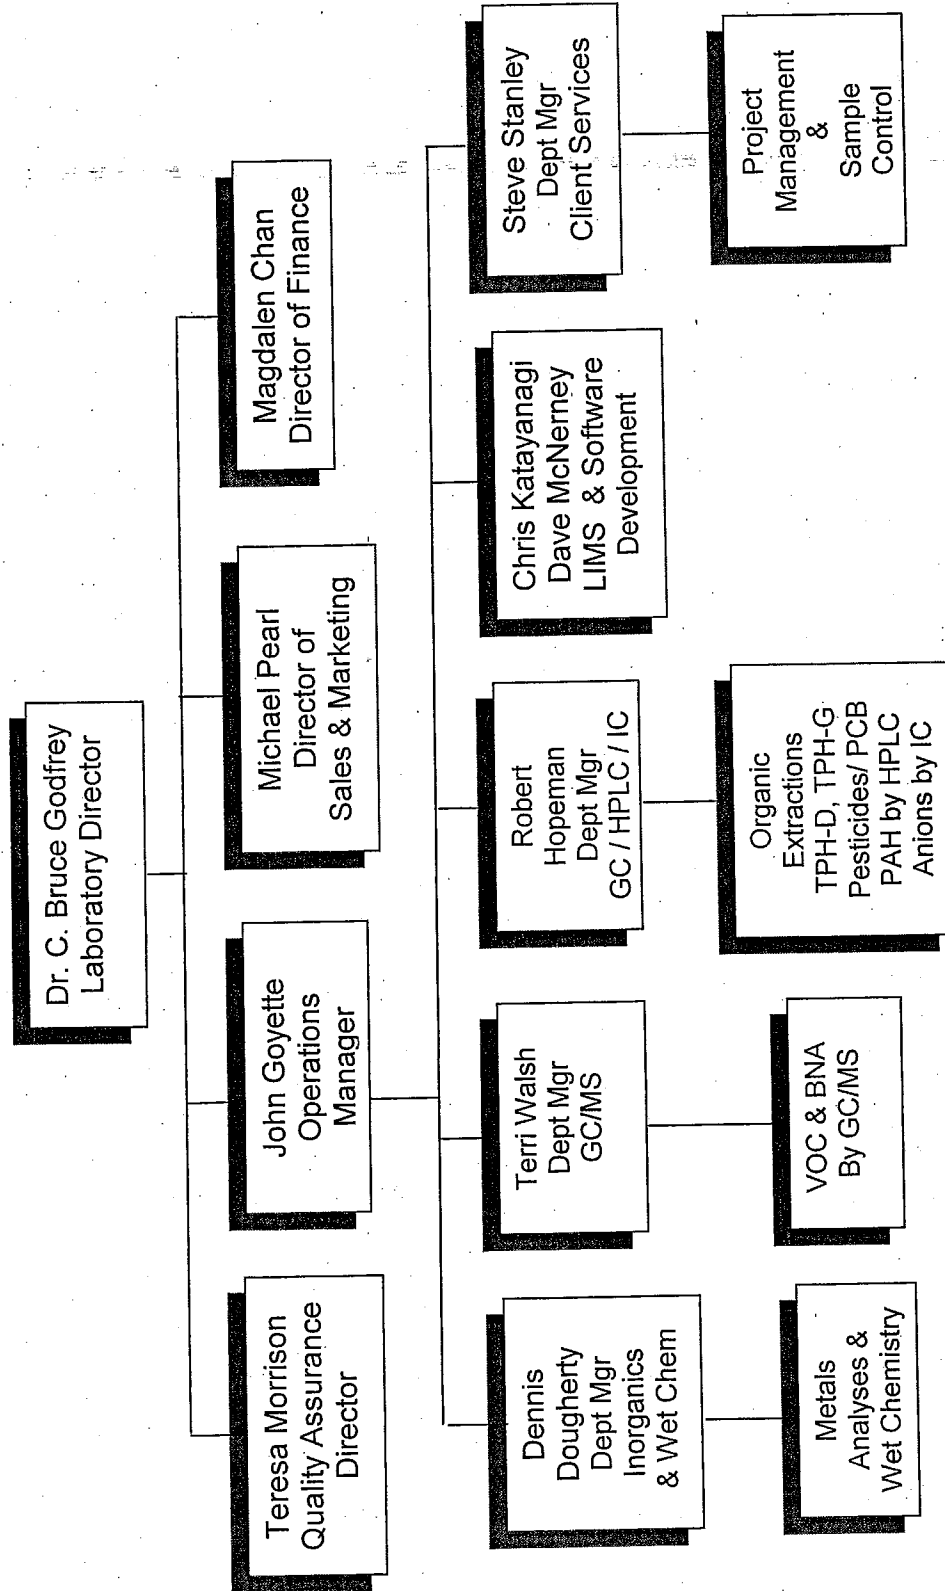 Dr. C. Bruce Godfrey
Laboratory Director
Teresa Morrison
Quality Assurance
Director
John Goyette
Operations
Manager
Michael Pearl
Director of
Sales & Marketing
Magdalen Chan
Director of Finance
Dennis
Dougherty
Dept Mgr
Inorganics
& Wet Chem
Terri Walsh
Dept Mgr
GC/MS
Robert
Hopeman
Dept Mgr
GC / HPLC / IC
Chris Katayanagi
Dave McNerney
LIMS & Software
Development
Steve Stanley
Dept Mgr
Client Services
Metals
Analyses &
Wet Chemistry
VOC & BNA
By GC/MS
Organic
Extractions
TPH-D, TPH-G
Pesticides/ PCB
PAH by HPLC
Anions by IC
Project
Management
&
Sample
Control